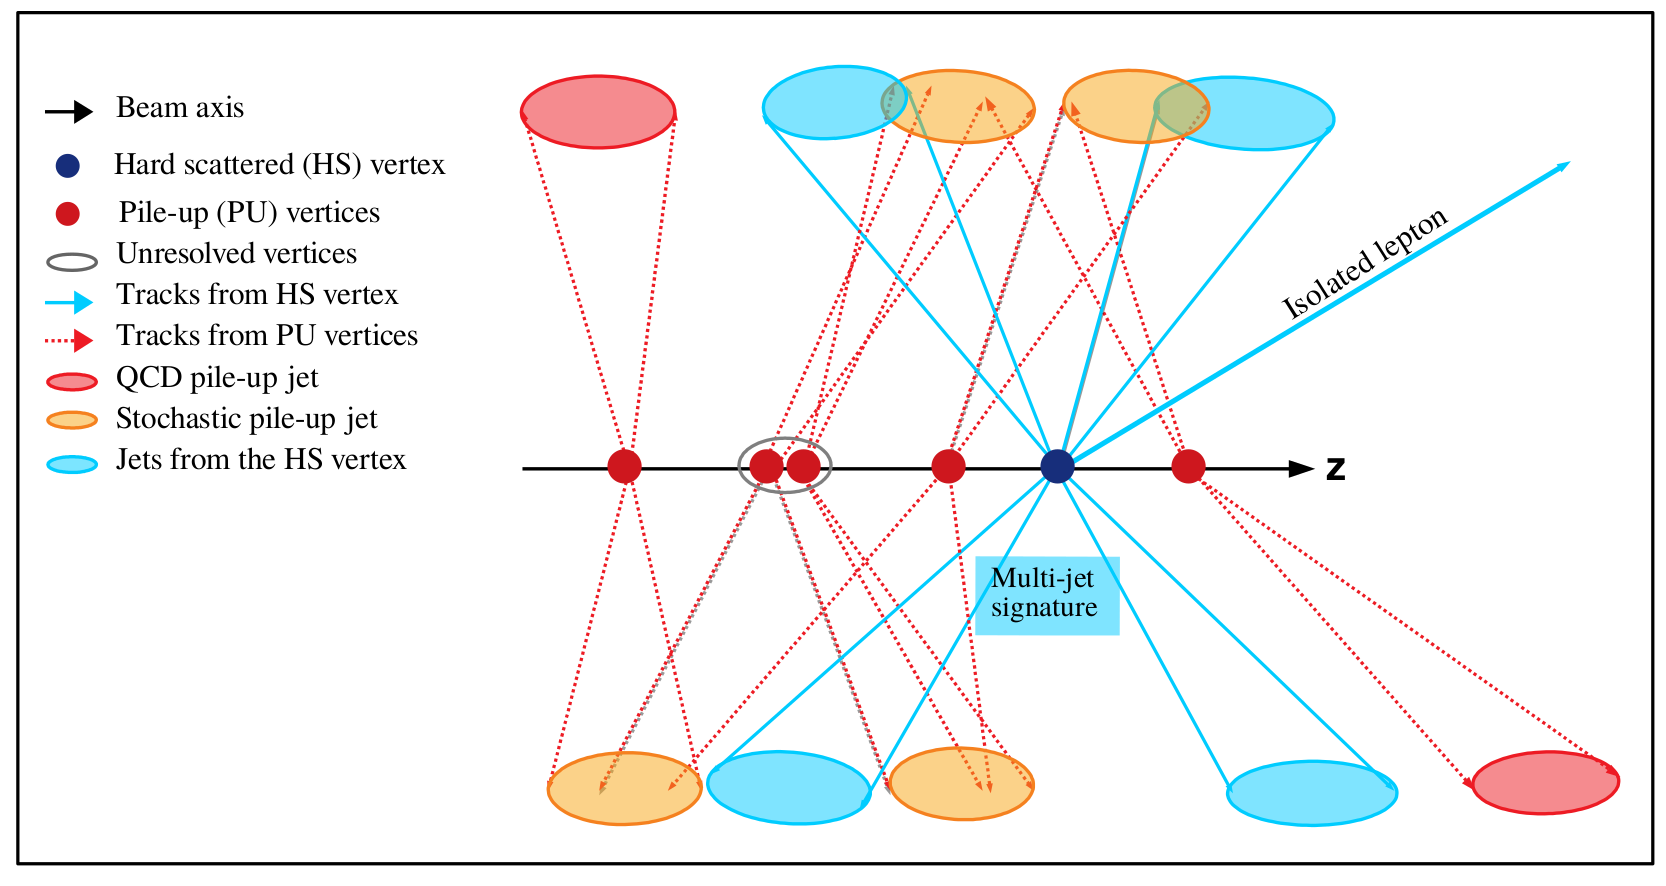 Beam axis
Hard scattered (HS) vertex
Pile-up (PU) vertices
Unresolved vertices
Tracks from HS vertex
Tracks from PU vertices
QCD pile-up jet
Stochastic pile-up jet
Jets from the HS vertex
Isolated lepton
z
Multi-jet
signature